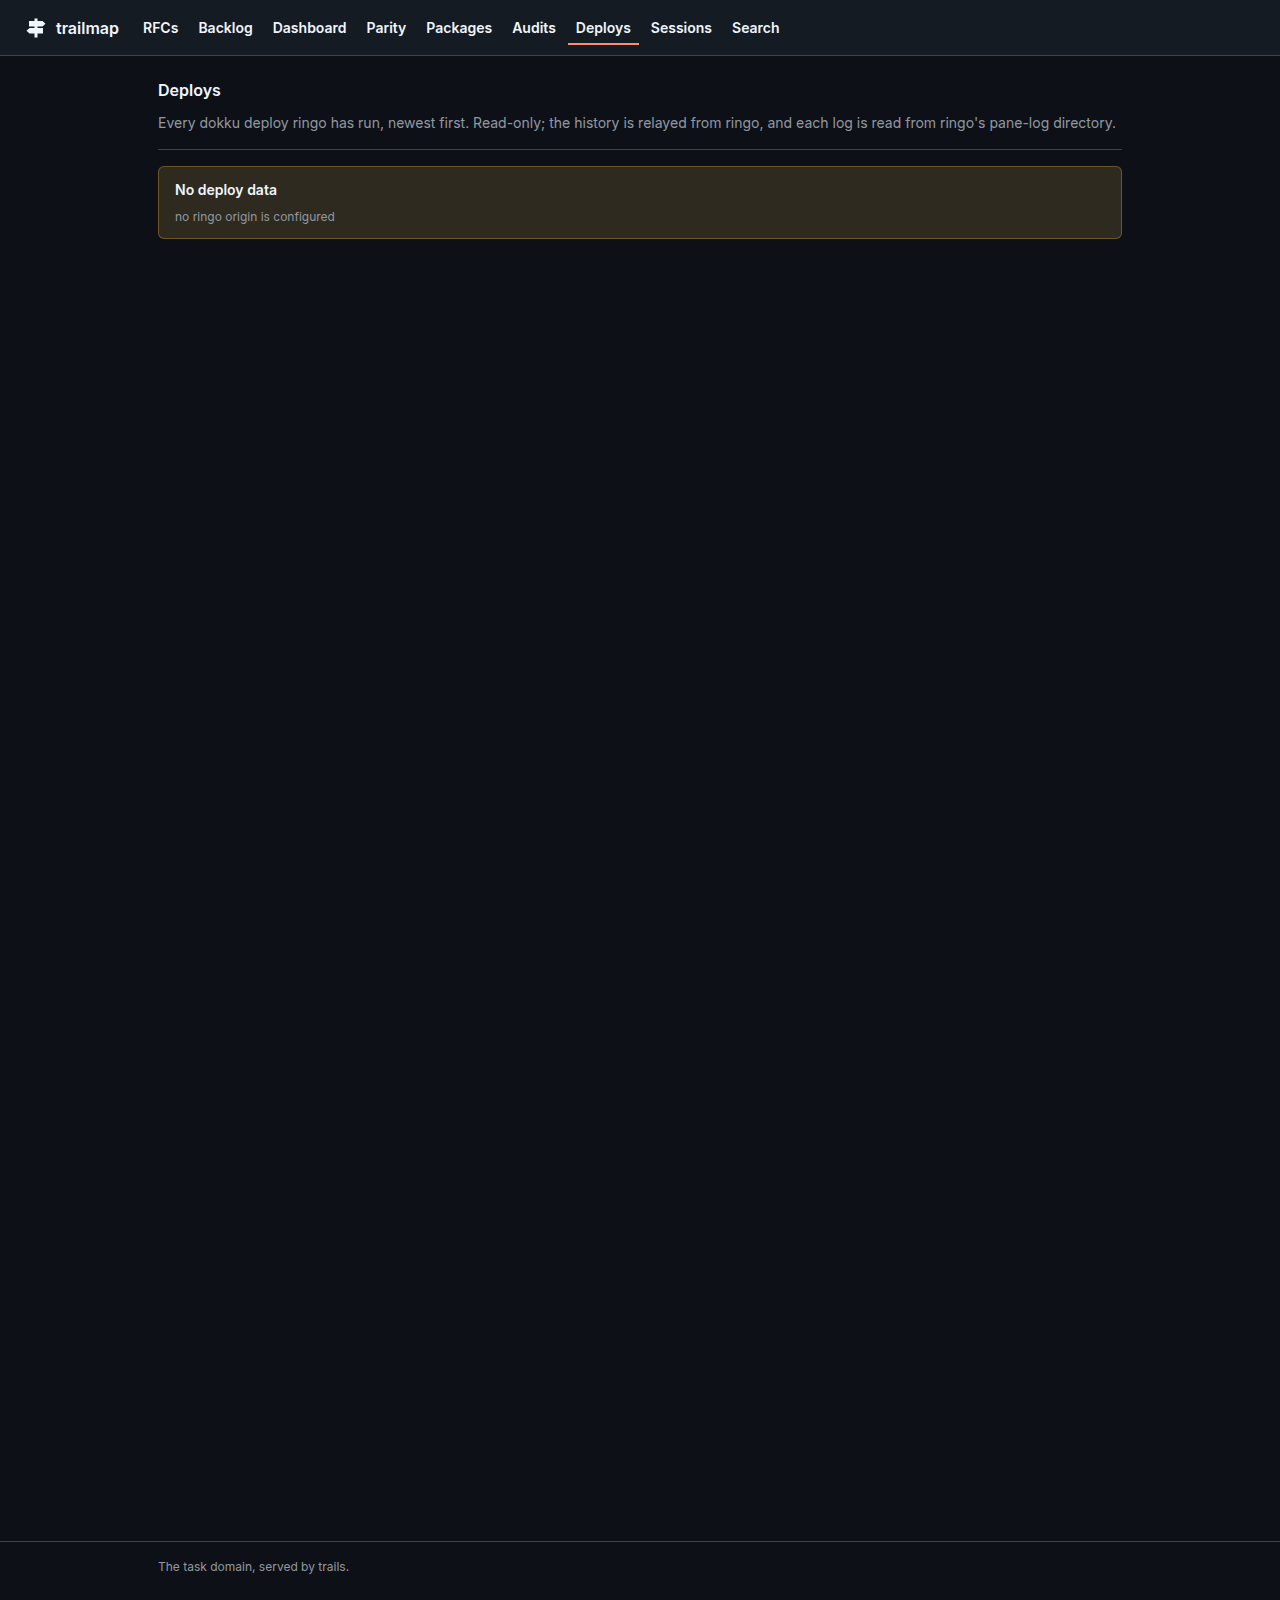 trailmap RFCs Backlog Dashboard Parity Packages Audits Deploys Sessions Search
Deploys
Every dokku deploy ringo has run, newest first. Read-only; the history is relayed from ringo, and each log is read from ringo's pane-log directory.
No deploy data
no ringo origin is configured
The task domain, served by trails.